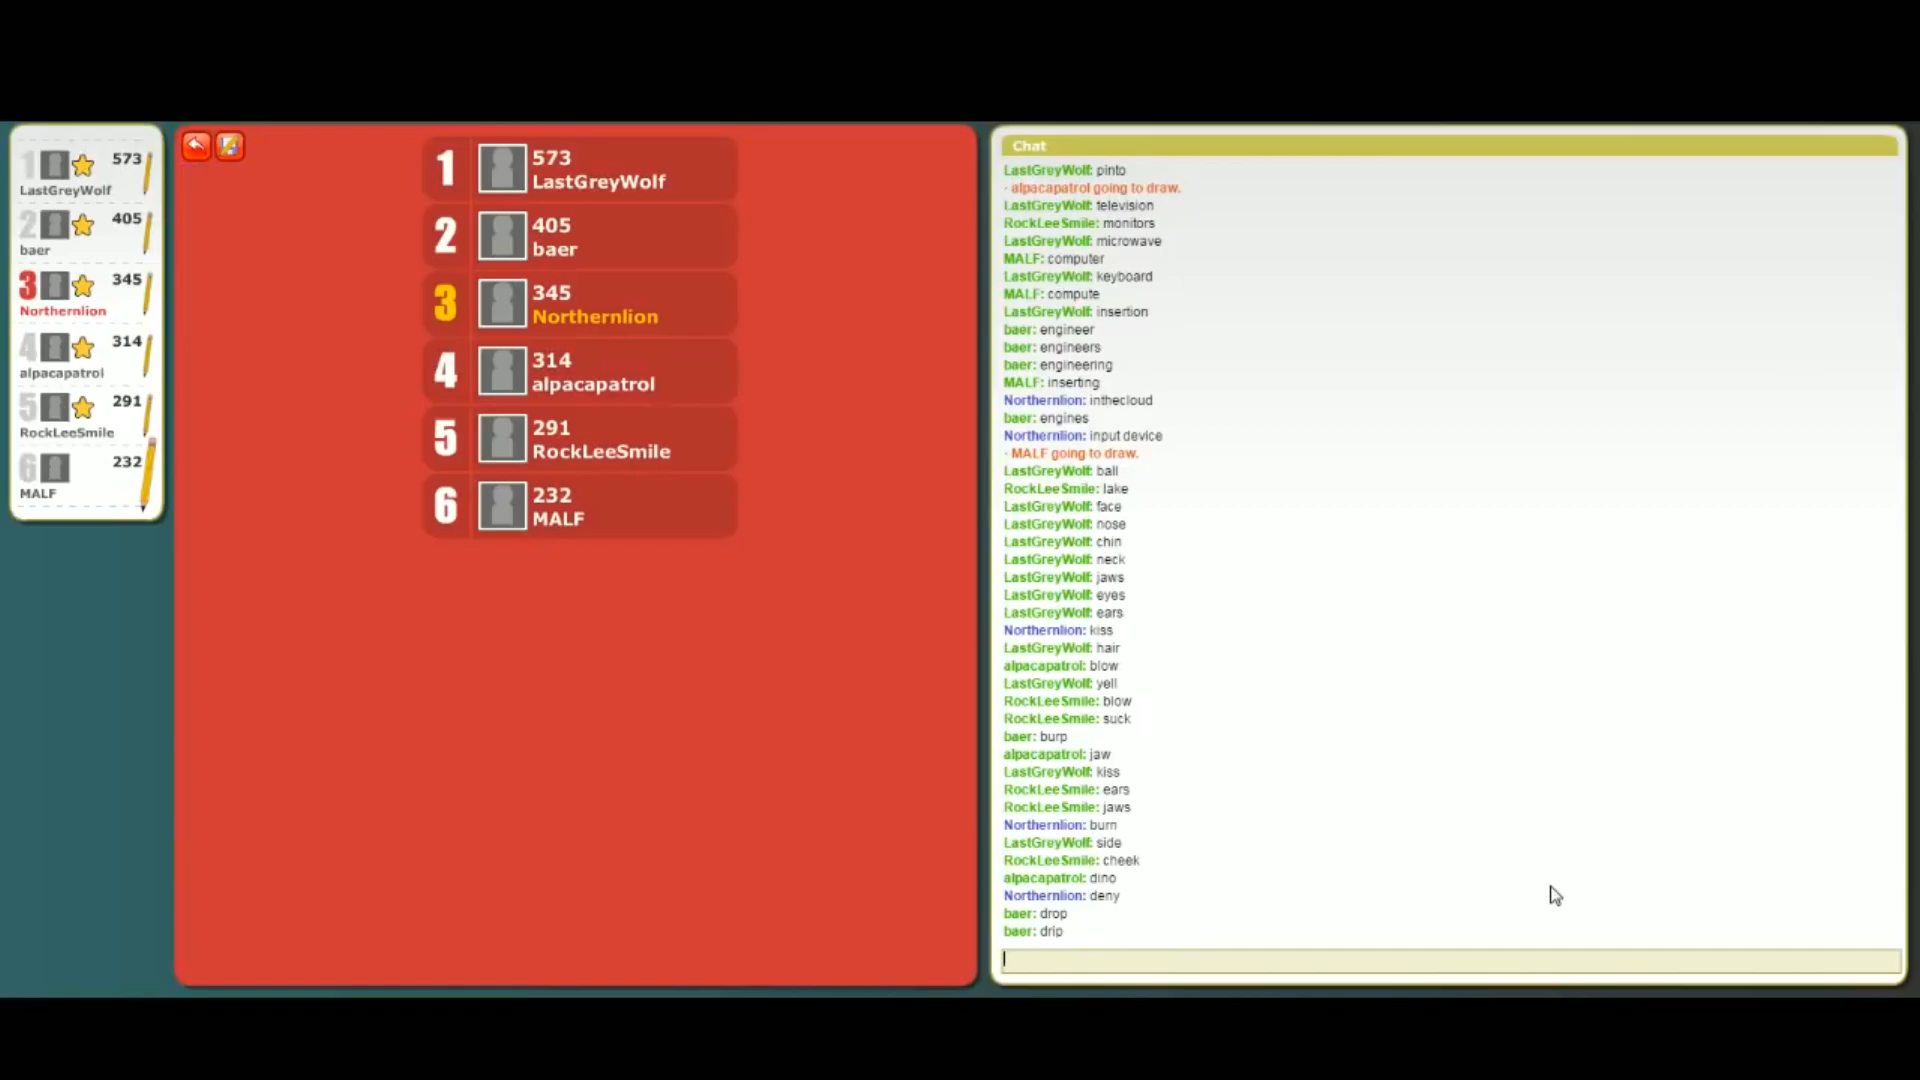 1 573
LastGreyWolf
2 405
baer
3 345
Northernlion
4 314
alpacapatrol
5 291
RockLeeSmile
6 232
MALF
1 573
LastGreyWolf
2 405
baer
3 345
Northernlion
4 314
alpacapatrol
5 291
RockLeeSmile
6 232
MALF
Chat
LastGreyWolf: pinto
- alpacapatrol going to draw.
LastGreyWolf: television
RockLeeSmile: monitors
LastGreyWolf: microwave
MALF: computer
LastGreyWolf: keyboard
MALF: compute
LastGreyWolf: insertion
baer: engineer
baer: engineers
baer: engineering
MALF: inserting
Northernlion: inthecloud
baer: engines
Northernlion: input device
- MALF going to draw.
LastGreyWolf: ball
RockLeeSmile: lake
LastGreyWolf: face
LastGreyWolf: nose
LastGreyWolf: chin
LastGreyWolf: neck
LastGreyWolf: jaws
LastGreyWolf: eyes
LastGreyWolf: ears
Northernlion: kiss
LastGreyWolf: hair
alpacapatrol: blow
LastGreyWolf: yell
RockLeeSmile: blow
RockLeeSmile: suck
baer: burp
alpacapatrol: jaw
LastGreyWolf: kiss
RockLeeSmile: ears
RockLeeSmile: jaws
Northernlion: burn
LastGreyWolf: side
RockLeeSmile: cheek
alpacapatrol: dino
Northernlion: deny
baer: drop
baer: drip